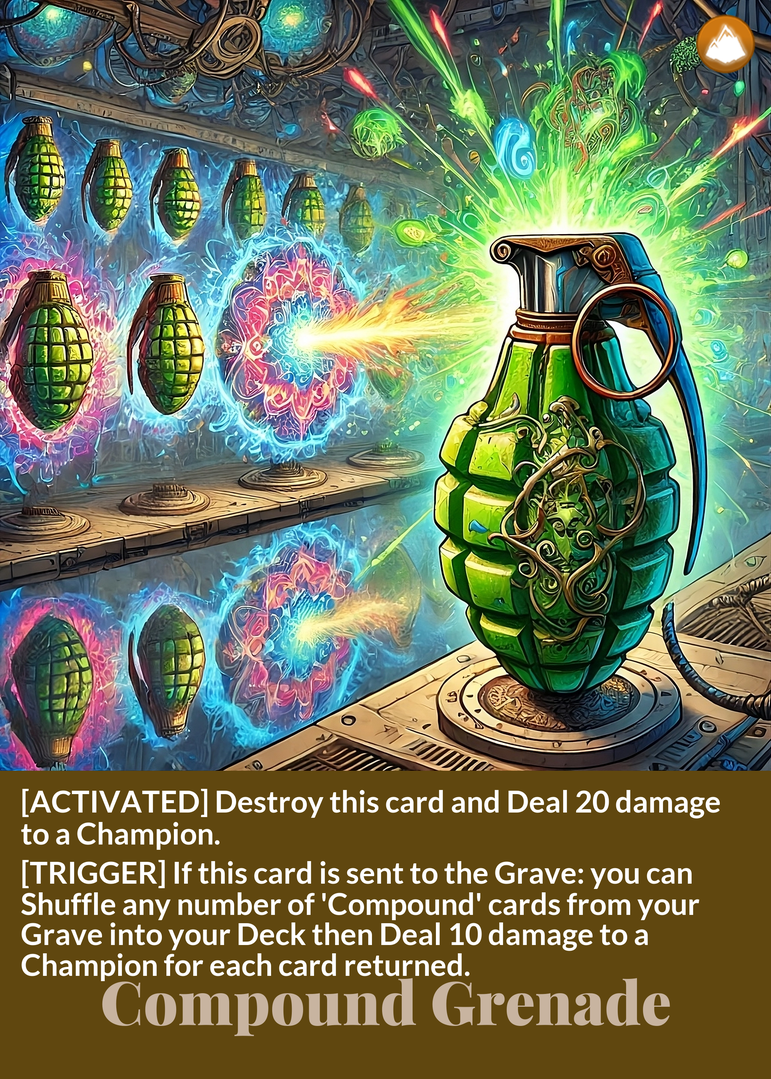 [ACTIVATED] Destroy this card and Deal 20 damage
to a Champion.
[TRIGGER] If this card is sent to the Grave: you can
Shuffle any number of 'Compound' cards from your
Grave into your Deck then Deal 10 damage to a
Champion for each card returned.
Compound Grenade